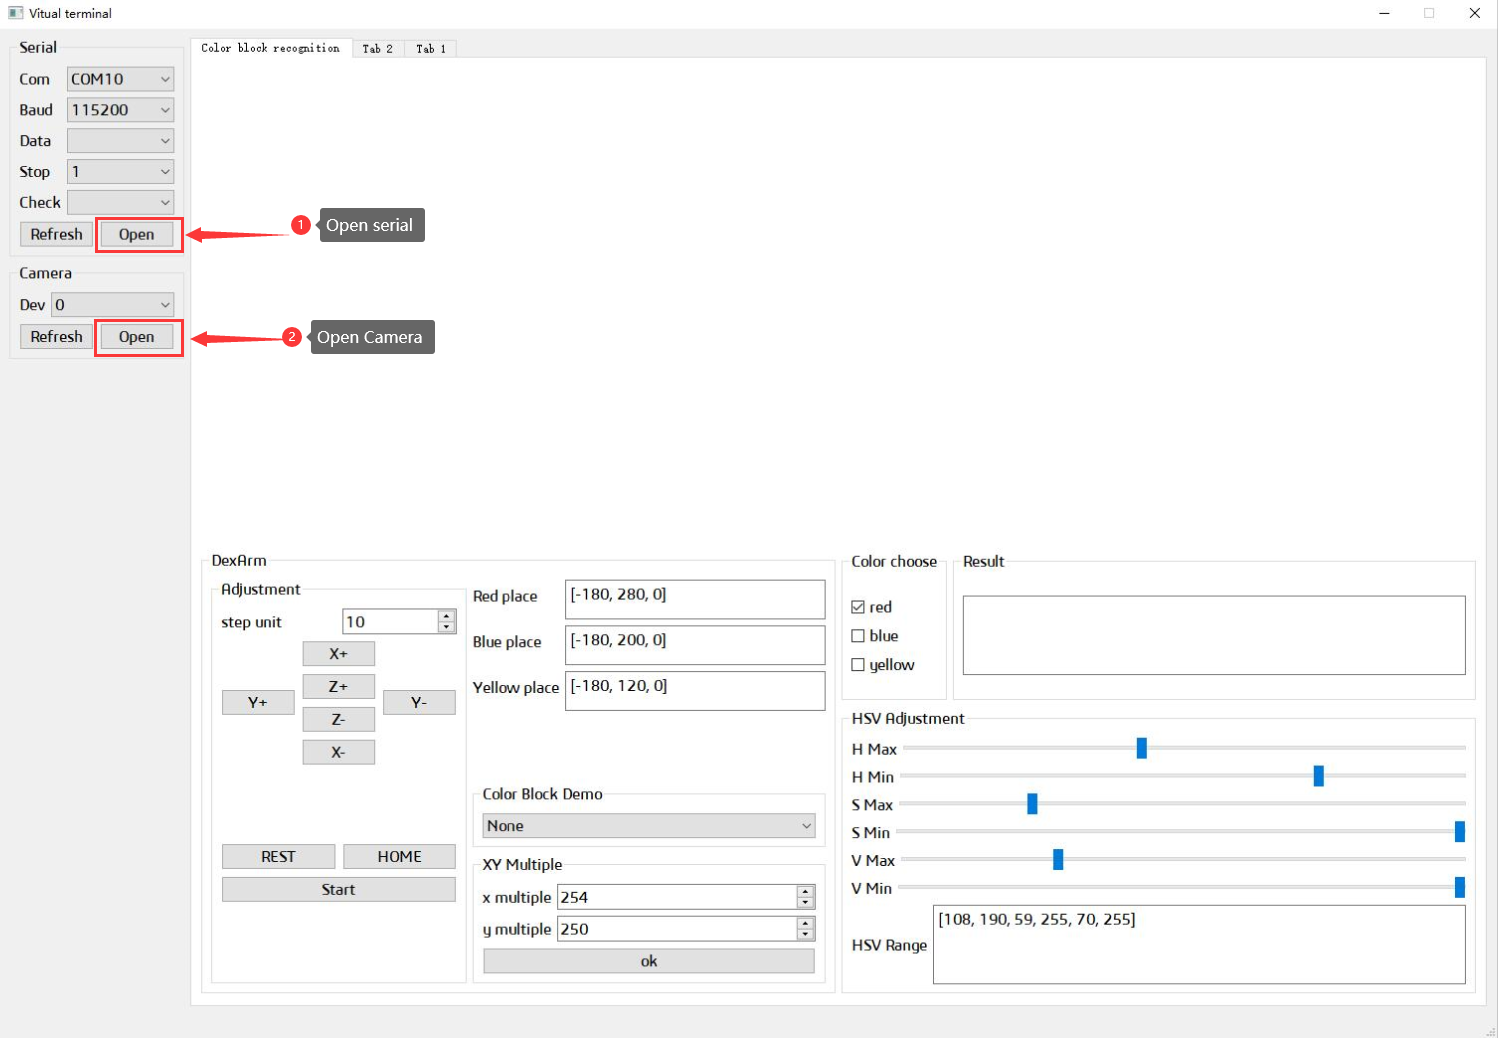 Vitual terminal
Serial
Com COM10
Baud 115200
Data
Stop 1
Check
Refresh Open
1 Open serial
Camera
Dev 0
Refresh Open
2 Open Camera
Color block recognition Tab 2 Tab 1
DexArm
Adjustment
step unit 10
X+
Z+
Y+ Y-
Z-
X-
REST HOME
Start
Red place [-180, 280, 0]
Blue place [-180, 200, 0]
Yellow place [-180, 120, 0]
Color Block Demo
None
XY Multiple
x multiple 254
y multiple 250
ok
Color choose
red
blue
yellow
Result
HSV Adjustment
H Max
H Min
S Max
S Min
V Max
V Min
HSV Range [108, 190, 59, 255, 70, 255]